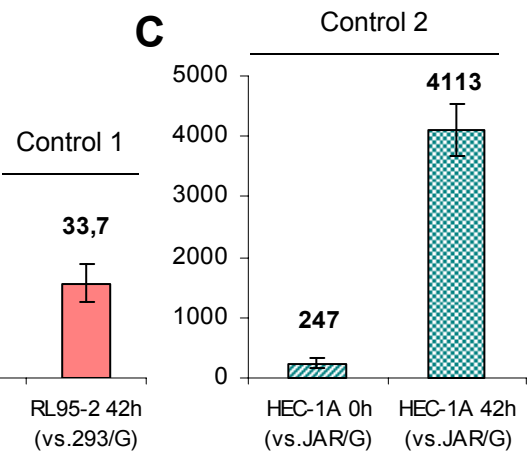 Control 1
33,7
RL95-2 42h
(vs.293/G)
C
Control 2
5000
4000
3000
2000
1000
0
247
4113
HEC-1A 0h
(vs.JAR/G)
HEC-1A 42h
(vs.JAR/G)